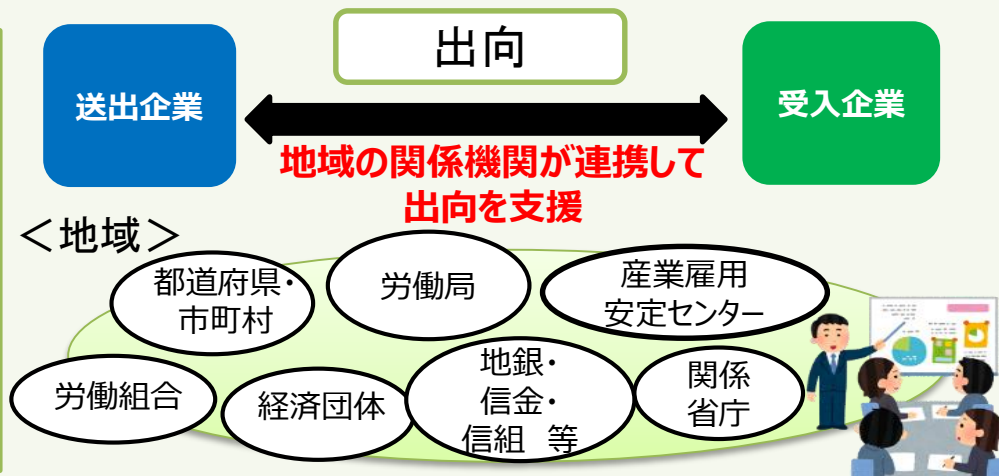 出向
送出企業
受入企業
地域の関係機関が連携して
出向を支援
＜地域＞
都道府県・
市町村
労働局
産業雇用
安定センター
労働組合
経済団体
地銀・
信金・
信組　等
関係
省庁